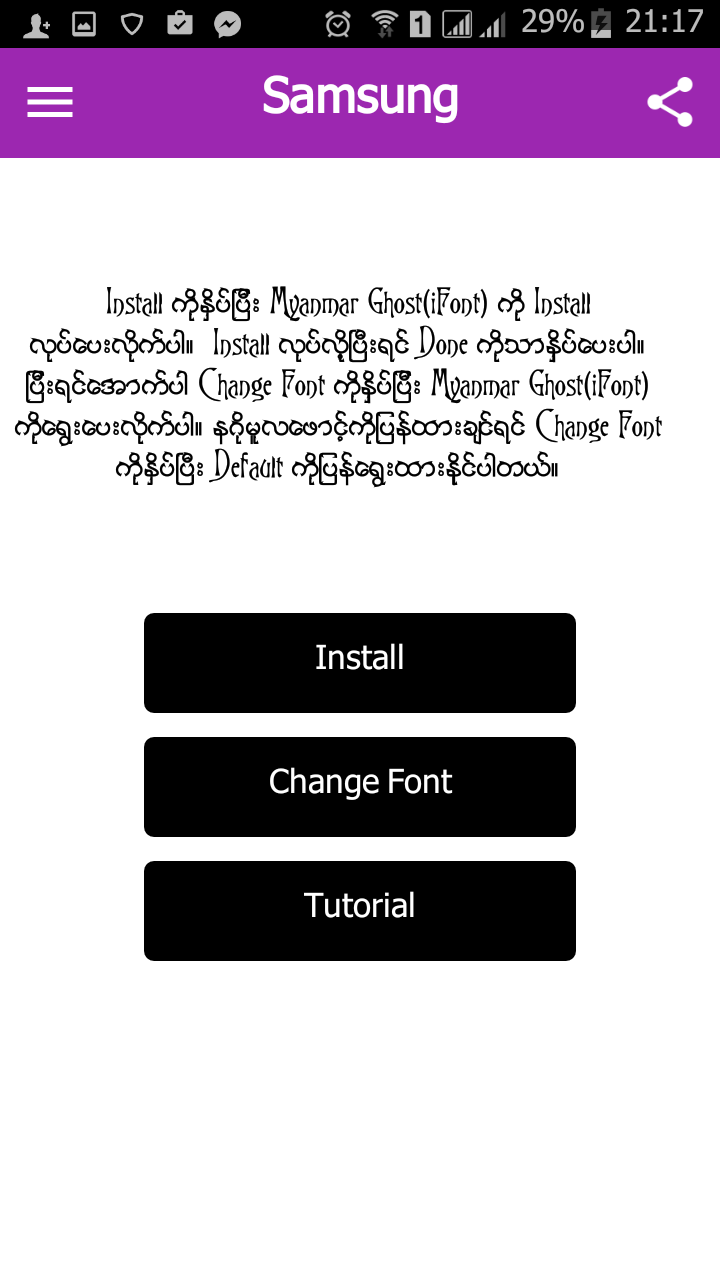 29% 21:17
Samsung
Install ကိုနှိပ်ပြီး Myanmar Ghost(iFont) ကို Install
လုပ်ပေးလိုက်ပါ။ Install လုပ်လို့ပြီးရင် Done ကိုသာနှိပ်ပေးပါ။
ပြီးရင်အောက်ပါ Change Font ကိုနှိပ်ပြီး Myanmar Ghost(iFont)
ကိုရွေးပေးလိုက်ပါ။ နဂိုမူလဖောင့်ကိုပြန်ထားချင်ရင် Change Font
ကိုနှိပ်ပြီး Default ကိုပြန်ရွေးထားနိုင်ပါတယ်။
Install
Change Font
Tutorial